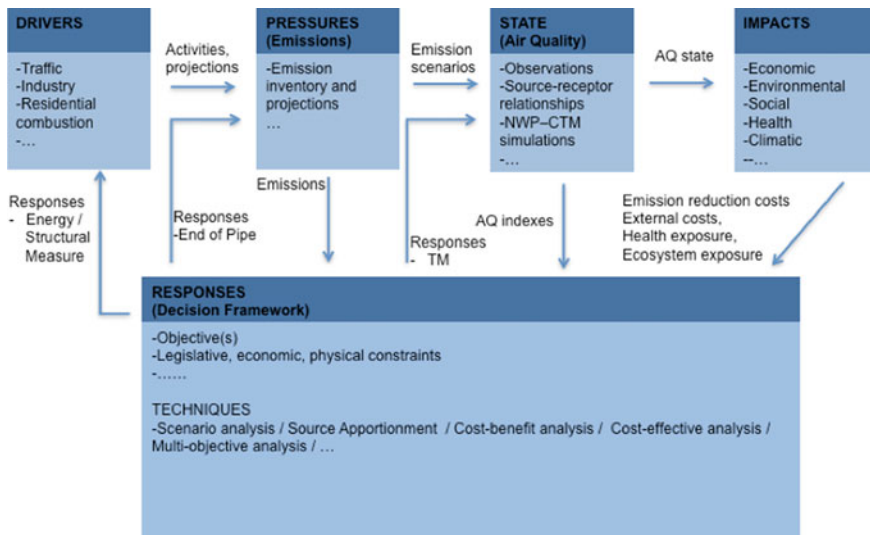 DRIVERS
-Traffic
-Industry
-Residential
combustion
-...
Activities,
projections
PRESSURES
(Emissions)
-Emission
inventory and
projections
...
Emission
scenarios
STATE
(Air Quality)
-Observations
-Source-receptor
relationships
-NWP–CTM
simulations
-...
AQ state
IMPACTS
-Economic
-Environmental
-Social
-Health
-Climatic
--...
Responses
- Energy /
Structural
Measure
Responses
-End of Pipe
Emissions
Responses
- TM
AQ indexes
Emission reduction costs
External costs,
Health exposure,
Ecosystem exposure
RESPONSES
(Decision Framework)
-Objective(s)
-Legislative, economic, physical constraints
-......
TECHNIQUES
-Scenario analysis / Source Apportionment / Cost-benefit analysis / Cost-effective analysis /
Multi-objective analysis / ...